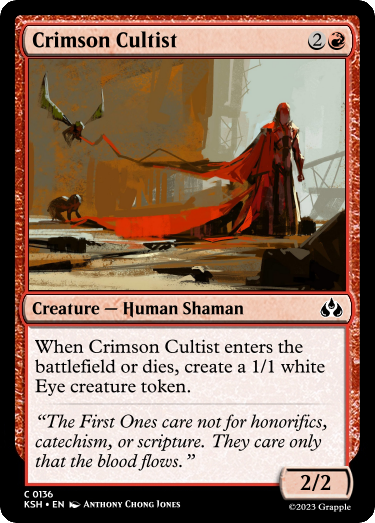 Crimson Cultist 2
Creature — Human Shaman
When Crimson Cultist enters the
battlefield or dies, create a 1/1 white
Eye creature token.
“The First Ones care not for honorifics,
catechism, or scripture. They care only
that the blood flows.”
2/2
C 0136
KSH • EN Anthony Chong Jones
©2023 Grapple